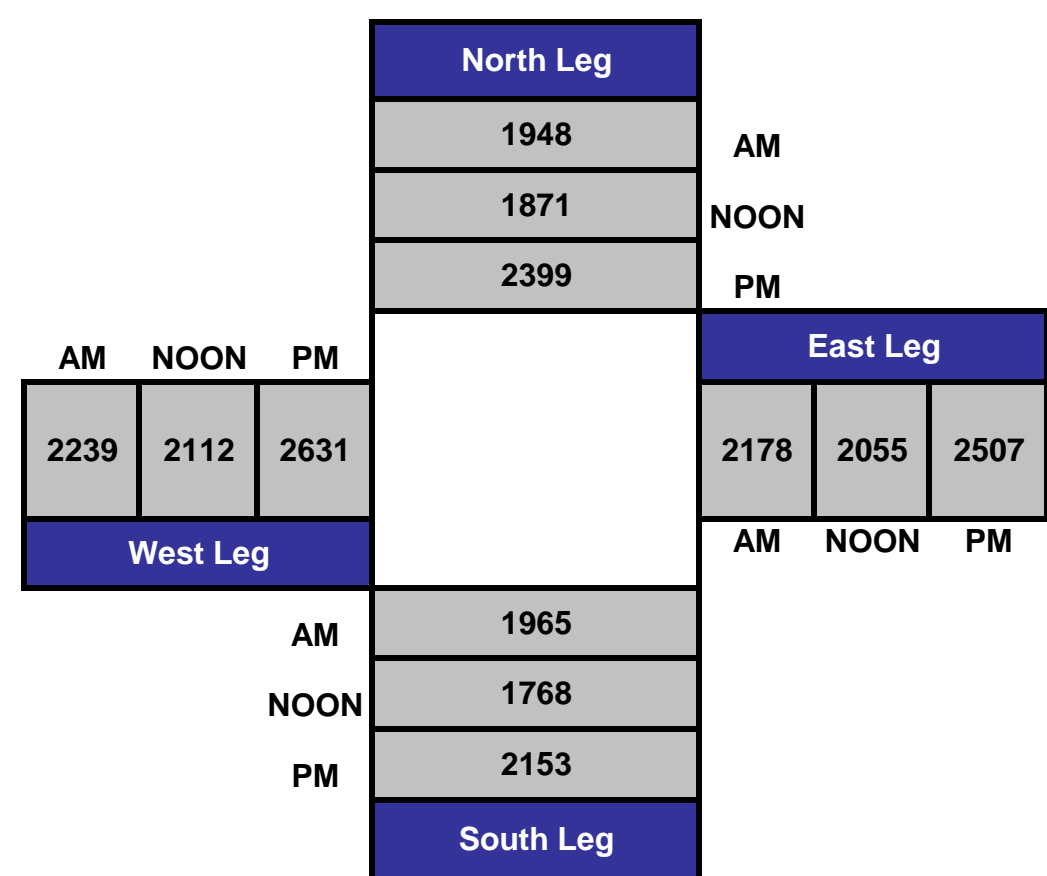 North Leg
1948 AM
1871 NOON
2399 PM
East Leg
AM NOON PM
2239 2112 2631
2178 2055 2507
West Leg
AM NOON PM
AM 1965
NOON 1768
PM 2153
South Leg